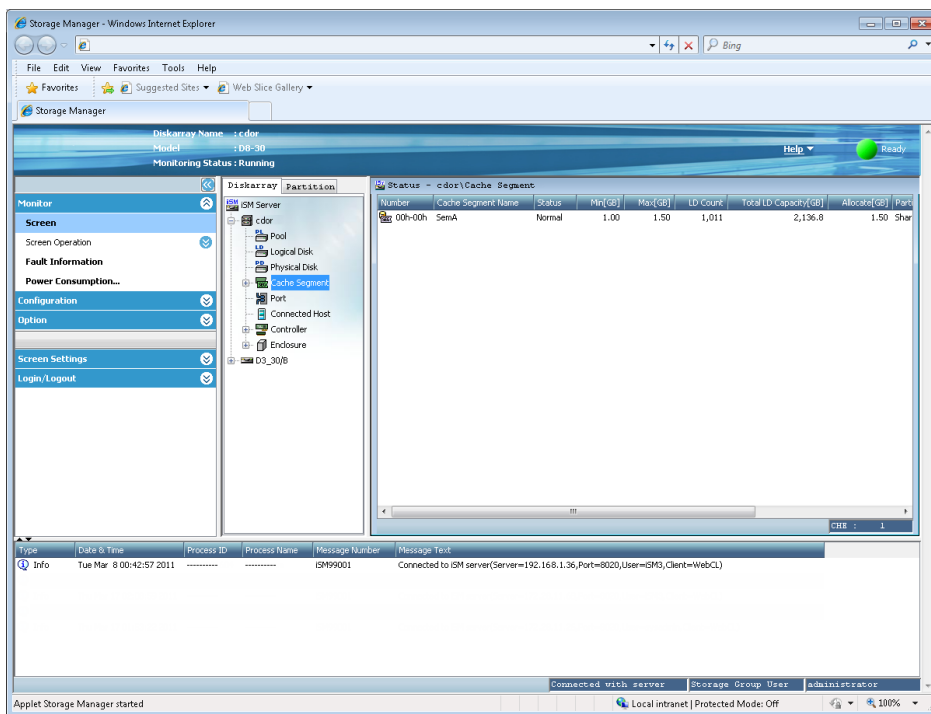 Storage Manager - Windows Internet Explorer
Bing
File Edit View Favorites Tools Help
Favorites Suggested Sites Web Slice Gallery
Storage Manager
Diskarray Name : cdor
Model : D8-30
Monitoring Status : Running
Help
Ready
Monitor
Screen
Screen Operation
Fault Information
Power Consumption...
Configuration
Option
Screen Settings
Login/Logout
Diskarray Partition
iSM Server
cdor
Pool
Logical Disk
Physical Disk
Cache Segment
Port
Connected Host
Controller
Enclosure
D3_30/B
Status - cdor\Cache Segment
Number Cache Segment Name Status Min[GB] Max[GB] LD Count Total LD Capacity[GB] Allocate[GB] Parti
00h-00h SemA Normal 1.00 1.50 1,011 2,136.8 1.50 Shar
CHE : 1
Type Date & Time Process ID Process Name Message Number Message Text
Info Tue Mar 8 00:42:57 2011 ---------- ---------- iSM99001 Connected to iSM server(Server=192.168.1.36,Port=8020,User=iSM3,Client=WebCL)
Connected with server Storage Group User administrator
Applet Storage Manager started Local intranet | Protected Mode: Off 100%